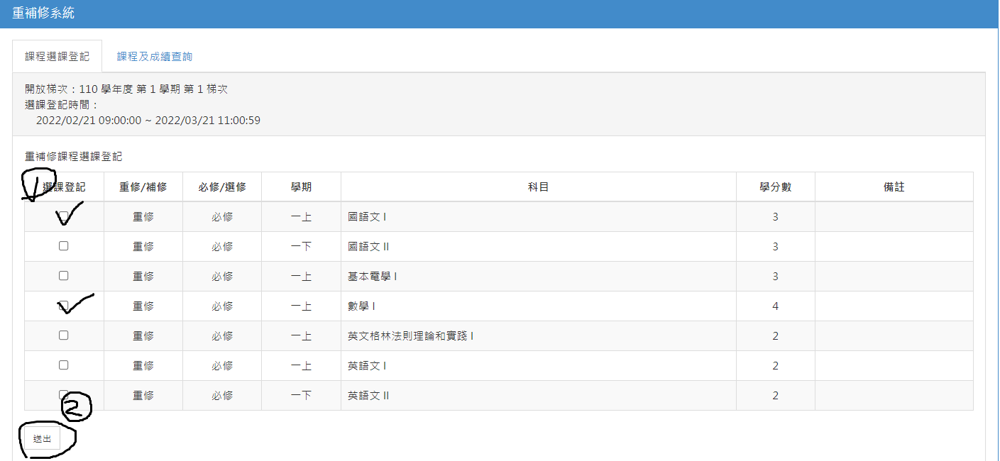 重補修系統
課程選課登記 課程及成績查詢
開放梯次：110 學年度 第 1 學期 第 1 梯次
選課登記時間：
2022/02/21 09:00:00 ~ 2022/03/21 11:00:59
重補修課程選課登記
1
選課登記 重修/補修 必修/選修 學期 科目 學分數 備註
重修 必修 一上 國語文 I 3
重修 必修 一下 國語文 II 3
重修 必修 一上 基本電學 I 3
重修 必修 一上 數學 I 4
重修 必修 一上 英文格林法則理論和實踐 I 2
重修 必修 一上 英語文 I 2
重修 必修 一下 英語文 II 2
2
送出